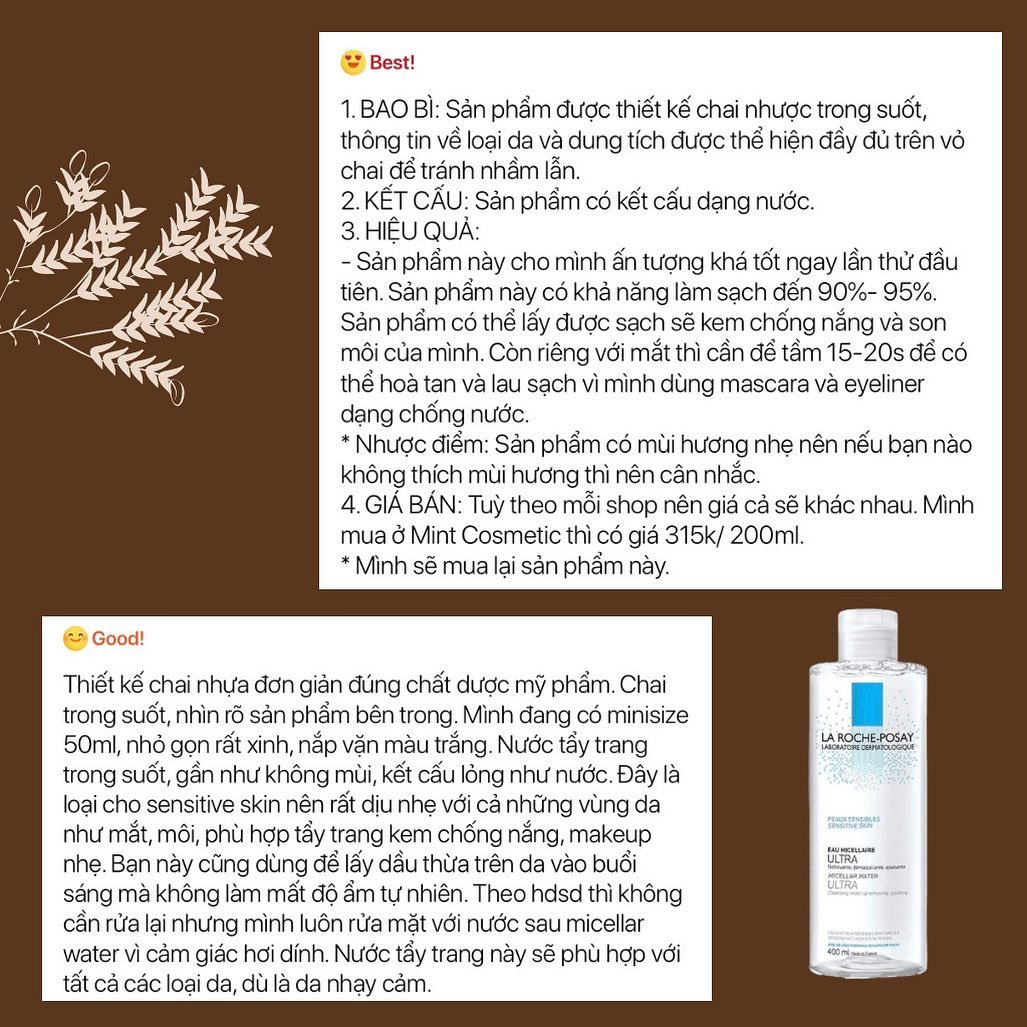 Best!
1. BAO BÌ: Sản phẩm được thiết kế chai nhược trong suốt,
thông tin về loại da và dung tích được thể hiện đầy đủ trên vỏ
chai để tránh nhầm lẫn.
2. KẾT CẤU: Sản phẩm có kết cấu dạng nước.
3. HIỆU QUẢ:
- Sản phẩm này cho mình ấn tượng khá tốt ngay lần thử đầu
tiên. Sản phẩm này có khả năng làm sạch đến 90%- 95%.
Sản phẩm có thể lấy được sạch sẽ kem chống nắng và son
môi của mình. Còn riêng với mắt thì cần để tầm 15-20s để có
thể hoà tan và lau sạch vì mình dùng mascara và eyeliner
dạng chống nước.
* Nhược điểm: Sản phẩm có mùi hương nhẹ nên nếu bạn nào
không thích mùi hương thì nên cân nhắc.
4. GIÁ BÁN: Tuỳ theo mỗi shop nên giá cả sẽ khác nhau. Mình
mua ở Mint Cosmetic thì có giá 315k/ 200ml.
* Mình sẽ mua lại sản phẩm này.
Good!
Thiết kế chai nhựa đơn giản đúng chất dược mỹ phẩm. Chai
trong suốt, nhìn rõ sản phẩm bên trong. Mình đang có minisize
50ml, nhỏ gọn rất xinh, nắp vặn màu trắng. Nước tẩy trang
trong suốt, gần như không mùi, kết cấu lỏng như nước. Đây là
loại cho sensitive skin nên rất dịu nhẹ với cả những vùng da
như mắt, môi, phù hợp tẩy trang kem chống nắng, makeup
nhẹ. Bạn này cũng dùng để lấy dầu thừa trên da vào buổi
sáng mà không làm mất độ ẩm tự nhiên. Theo hdsd thì không
cần rửa lại nhưng mình luôn rửa mặt với nước sau micellar
water vì cảm giác hơi dính. Nước tẩy trang này sẽ phù hợp với
tất cả các loại da, dù là da nhạy cảm.
LA ROCHE-POSAY
LABORATOIRE DERMATOLOGIQUE
PEAUX SENSIBLES
SENSITIVE SKIN
EAU MICELLAIRE
ULTRA
Nettoyante, démaquillante, apaisante
MICELLAR WATER
ULTRA
Cleansing, make-up removing, soothing
400 ml Made in France